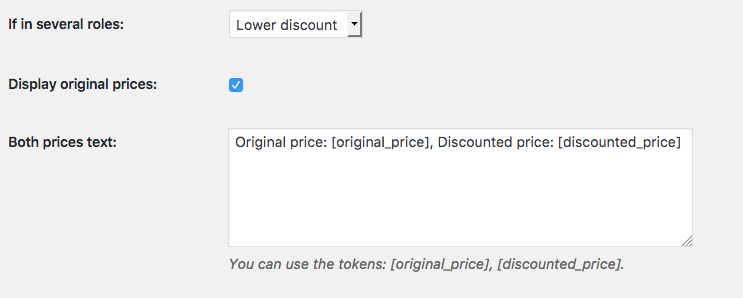 If in several roles: Lower discount
Display original prices:
Both prices text: Original price: [original_price], Discounted price: [discounted_price]
You can use the tokens: [original_price], [discounted_price].